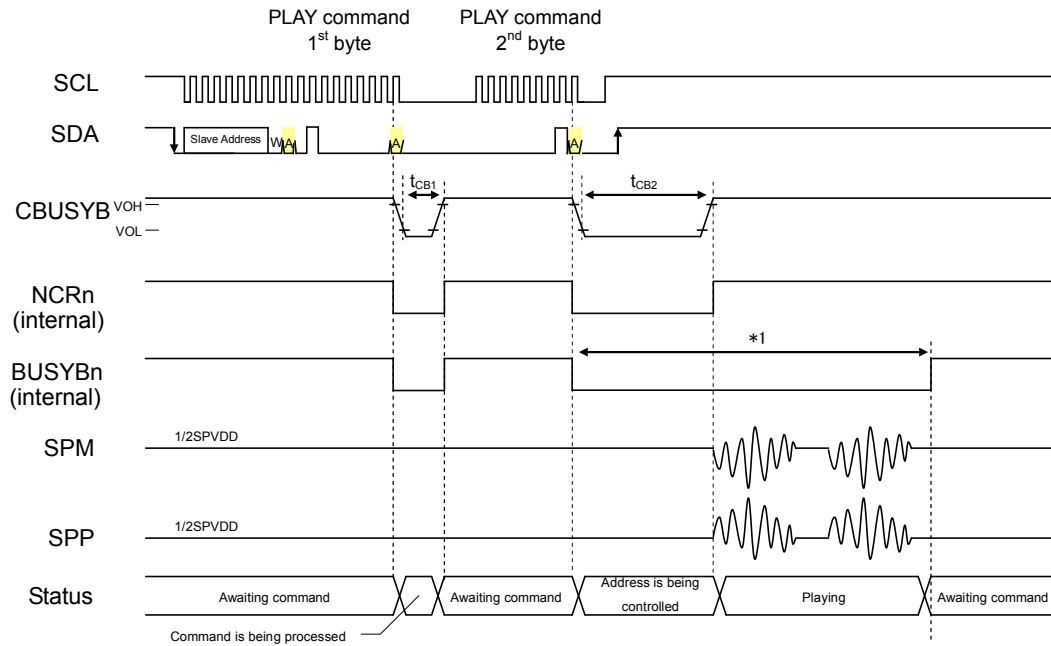 PLAY command
1st byte
PLAY command
2nd byte
SCL
SDA
Slave Address
W
A
A
A
tCB1
tCB2
CBUSYB
VOH
VOL
NCRn
(internal)
*1
BUSYBn
(internal)
SPM
1/2SPVDD
SPP
1/2SPVDD
Status
Awaiting command
Awaiting command
Address is being
controlled
Playing
Awaiting command
Command is being processed